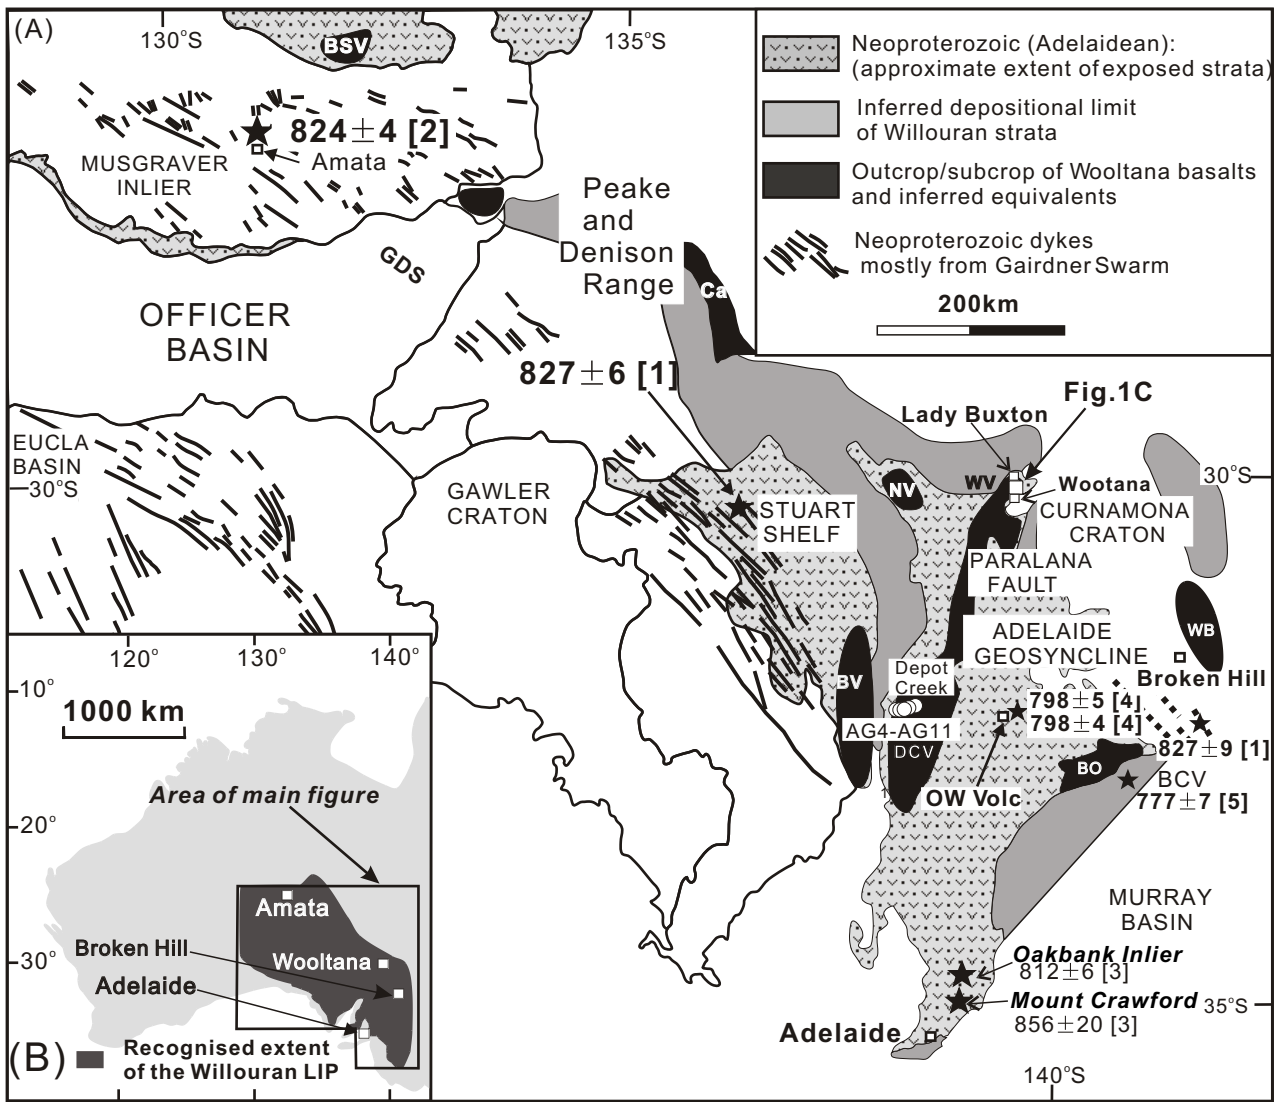 (A)
130°S
135°S
BSV
824±4 [2]
Amata
MUSGRAVER
INLIER
Neoproterozoic (Adelaidean):
(approximate extent of exposed strata)
Inferred depositional limit
of Willouran strata
Outcrop/subcrop of Wooltana basalts
and inferred equivalents
Neoproterozoic dykes
mostly from Gairdner Swarm
200km
Peake
and
Denison
Range
GDS
Ca
OFFICER
BASIN
827±6 [1]
Fig.1C
Lady Buxton
EUCLA
BASIN
30°S
GAWLER
CRATON
STUART
SHELF
NV
WV
Wootana
30°S
CURNAMONA
CRATON
PARALANA
FAULT
ADELAIDE
GEOSYNCLINE
WB
Broken Hill
BV
Depot
Creek
AG4-AG11
DCV
798±5 [4]
798±4 [4]
827±9 [1]
OW Volc
BO
BCV
777±7 [5]
MURRAY
BASIN
Oakbank Inlier
812±6 [3]
Mount Crawford
856±20 [3]
35°S
Adelaide
140°S
120°
130°
140°
10°
1000 km
Area of main figure
20°
Amata
Broken Hill
Wooltana
30°
Adelaide
(B)
Recognised extent
of the Willouran LIP